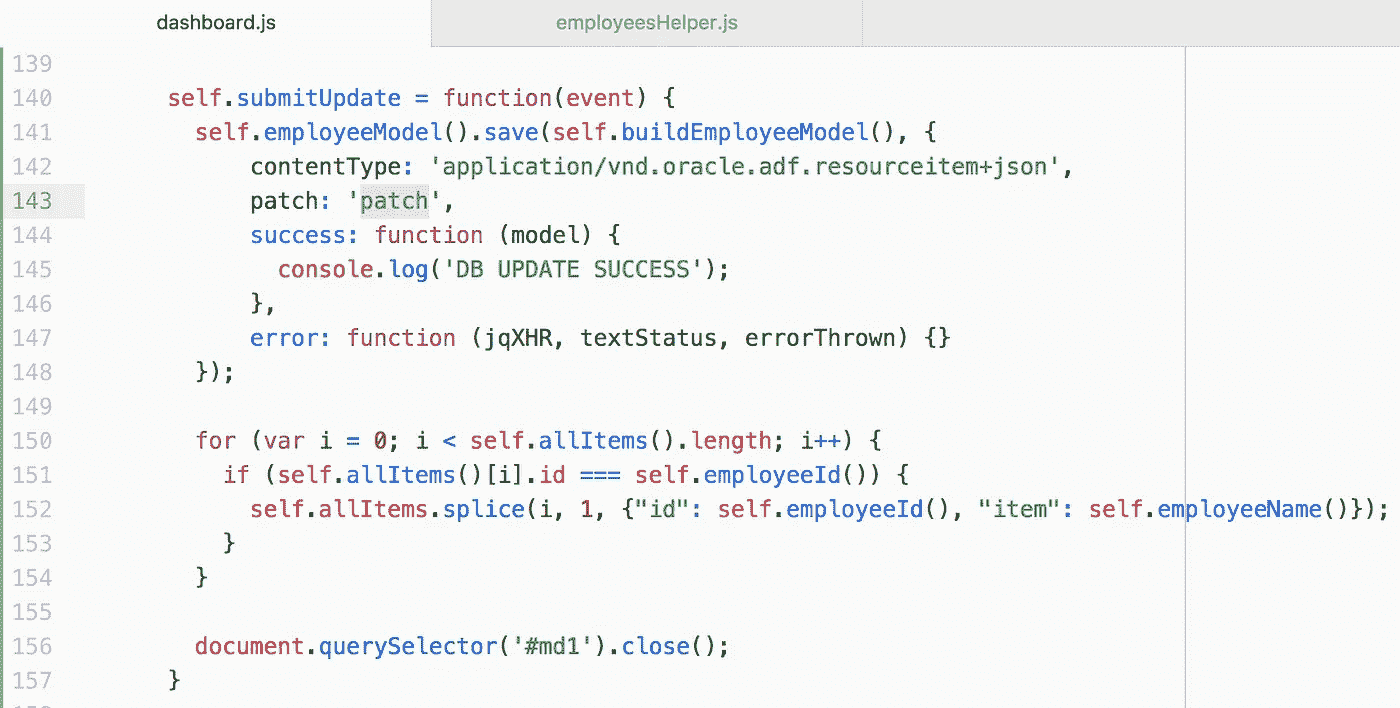 dashboard.js employeesHelper.js
139
140 self.submitUpdate = function(event) {
141 self.employeeModel().save(self.buildEmployeeModel(), {
142 contentType: 'application/vnd.oracle.adf.resourceitem+json',
143 patch: 'patch',
144 success: function (model) {
145 console.log('DB UPDATE SUCCESS');
146 },
147 error: function (jqXHR, textStatus, errorThrown) {}
148 });
149
150 for (var i = 0; i < self.allItems().length; i++) {
151 if (self.allItems()[i].id === self.employeeId()) {
152 self.allItems.splice(i, 1, {"id": self.employeeId(), "item": self.employeeName()});
153 }
154 }
155
156 document.querySelector('#md1').close();
157 }